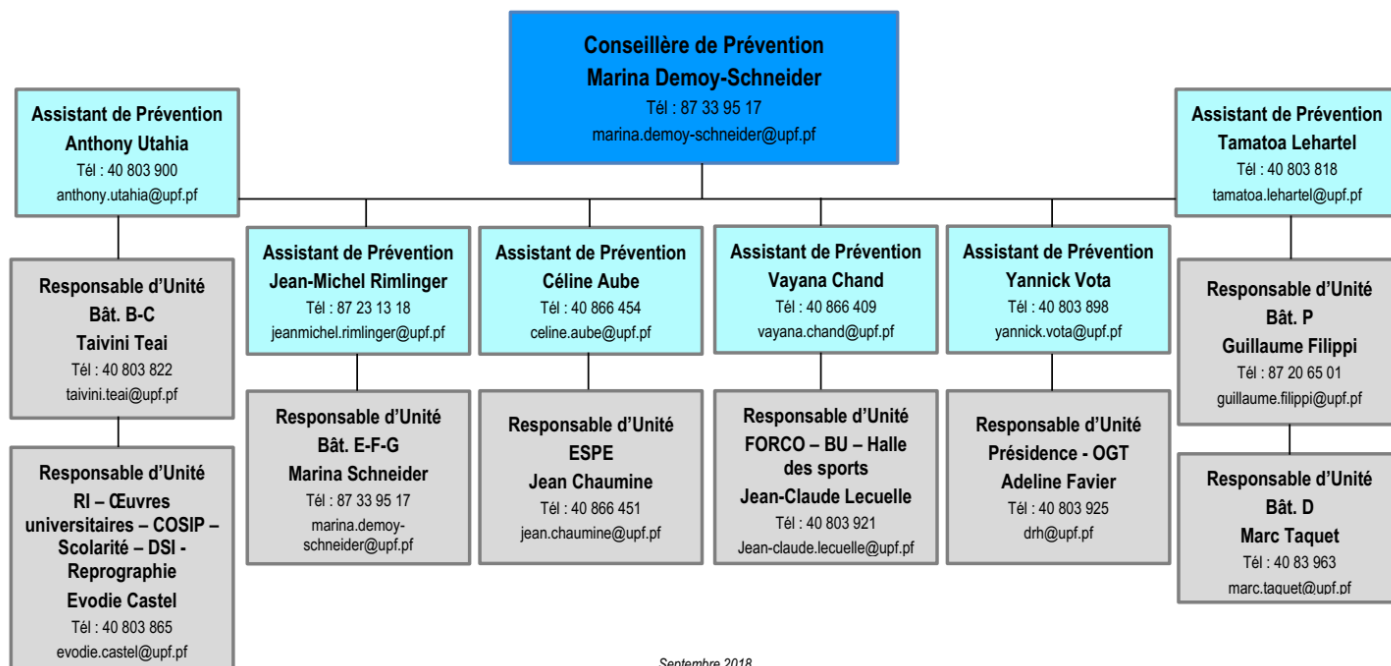 Conseillère de Prévention
Marina Demoy-Schneider
Tél : 87 33 95 17
marina.demoy-schneider@upf.pf
Assistant de Prévention
Anthony Utahia
Tél : 40 803 900
anthony.utahia@upf.pf
Assistant de Prévention
Tamatoa Lehartel
Tél : 40 803 818
tamatoa.lehartel@upf.pf
Assistant de Prévention
Jean-Michel Rimlinger
Tél : 87 23 13 18
jeanmichel.rimlinger@upf.pf
Assistant de Prévention
Céline Aube
Tél : 40 866 454
celine.aube@upf.pf
Assistant de Prévention
Vayana Chand
Tél : 40 866 409
vayana.chand@upf.pf
Assistant de Prévention
Yannick Vota
Tél : 40 803 898
yannick.vota@upf.pf
Responsable d’Unité
Bât. B-C
Taivini Teai
Tél : 40 803 822
taivini.teai@upf.pf
Responsable d’Unité
Bât. P
Guillaume Filippi
Tél : 87 20 65 01
guillaume.filippi@upf.pf
Responsable d’Unité
Bât. E-F-G
Marina Schneider
Tél : 87 33 95 17
marina.demoy-
schneider@upf.pf
Responsable d’Unité
ESPE
Jean Chaumine
Tél : 40 866 451
jean.chaumine@upf.pf
Responsable d’Unité
FORCO – BU – Halle
des sports
Jean-Claude Lecuelle
Tél : 40 803 921
Jean-claude.lecuelle@upf.pf
Responsable d’Unité
Présidence - OGT
Adeline Favier
Tél : 40 803 925
drh@upf.pf
Responsable d’Unité
RI – Œuvres
universitaires – COSIP –
Scolarité – DSI -
Reprographie
Evodie Castel
Tél : 40 803 865
evodie.castel@upf.pf
Responsable d’Unité
Bât. D
Marc Taquet
Tél : 40 83 963
marc.taquet@upf.pf
Septembre 2018